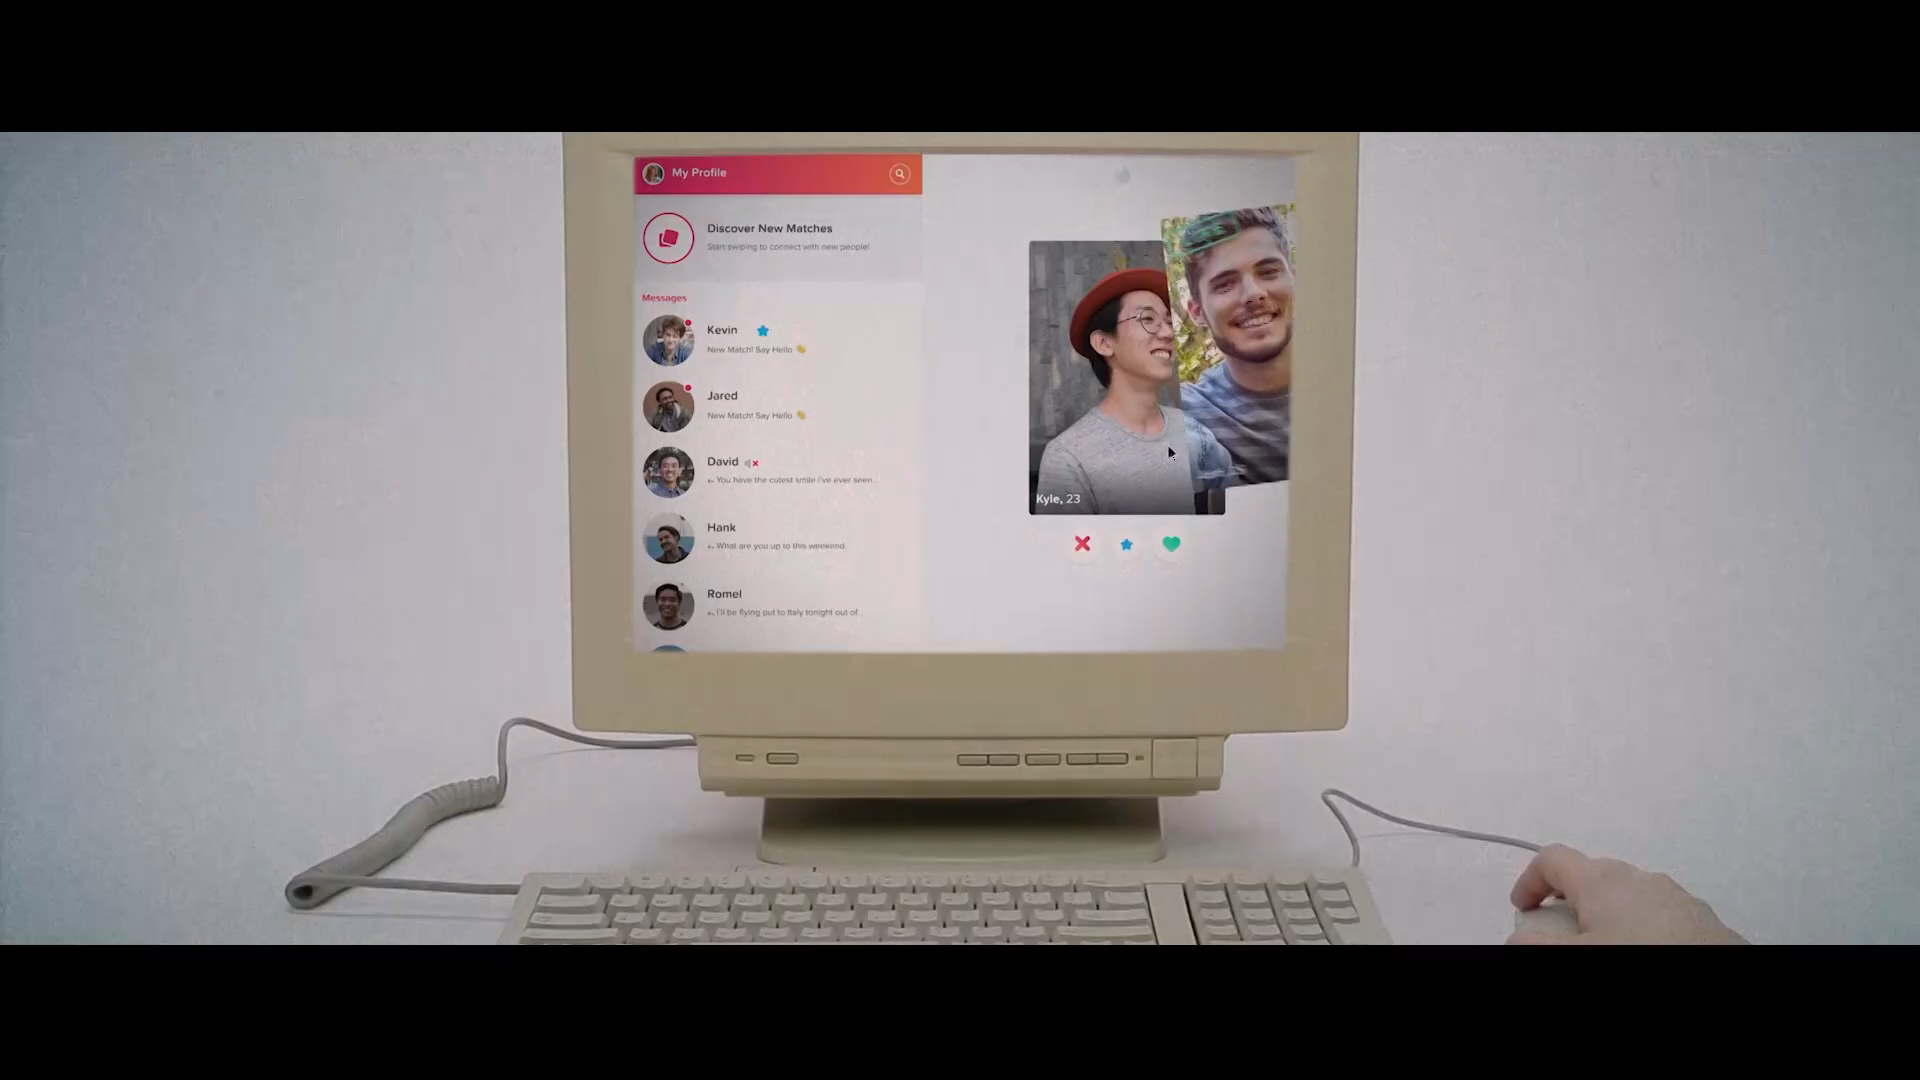 My Profile
Discover New Matches
Start swiping to connect with new people!
Messages
Kevin
New Match! Say Hello 👋
Jared
New Match! Say Hello 👋
David
You have the cutest smile I've ever seen...
Hank
What are you up to this weekend...
Romel
I'll be flying out to Italy tonight out of...
Kyle, 23